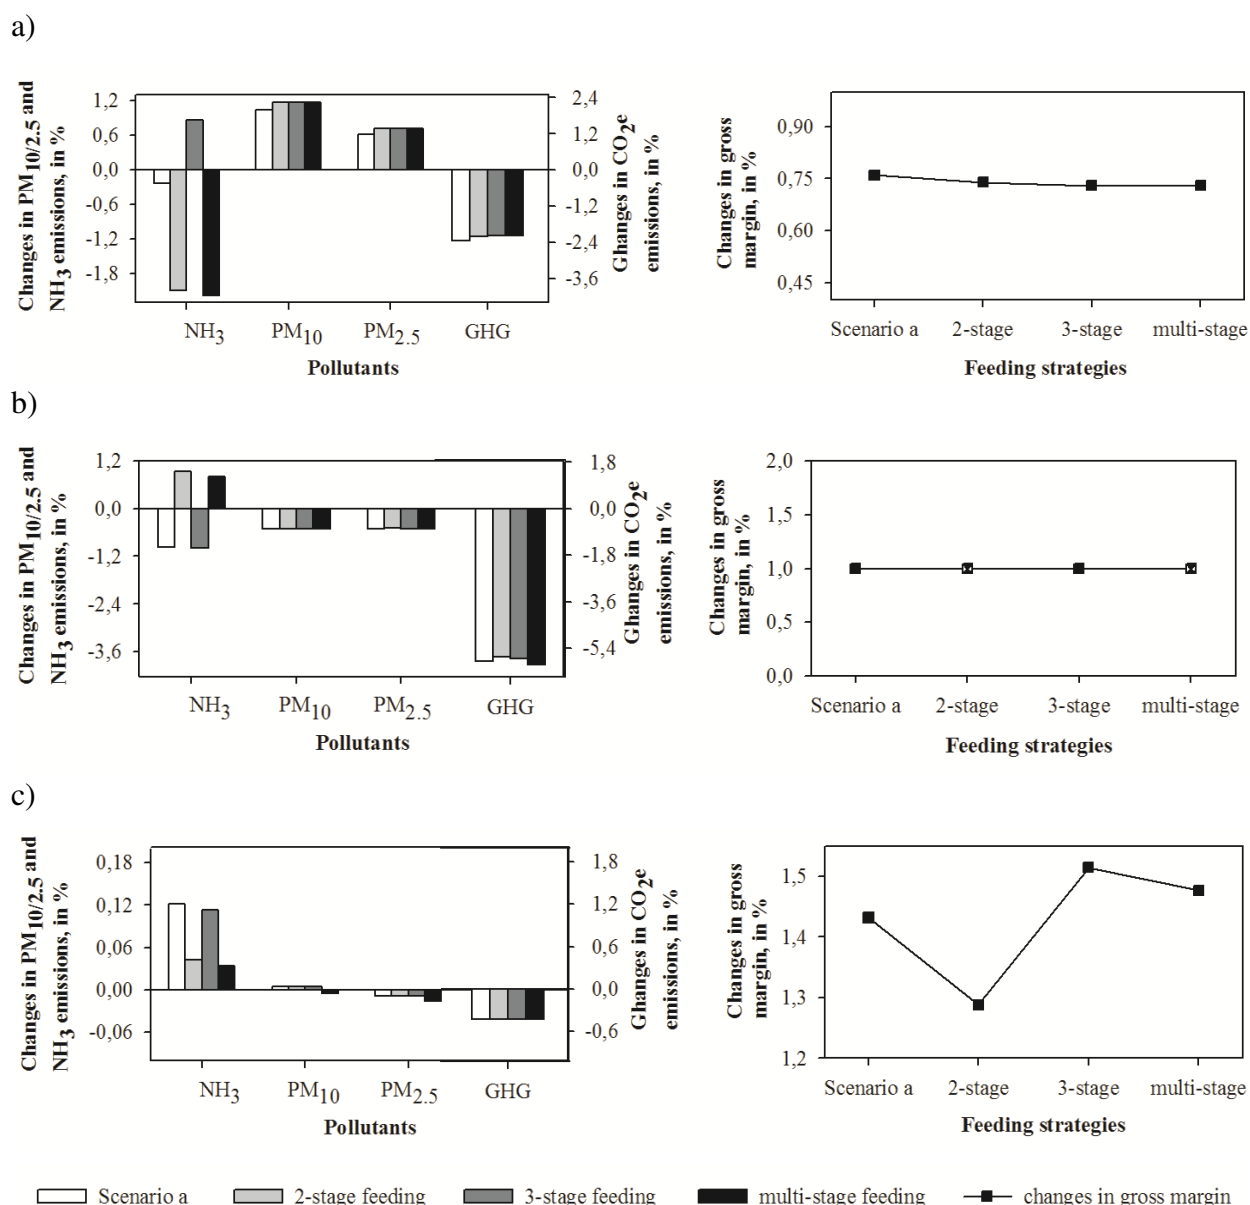 a)
Changes in PM10/2.5 and
NH3 emissions, in %
1,2
0,6
0,0
-0,6
-1,2
-1,8
2,4
1,2
0,0
-1,2
-2,4
-3,6
Ghanges in CO2e
emissions, in %
NH3 PM10 PM2.5 GHG
Pollutants
Changes in gross
margin, in %
0,90
0,75
0,60
0,45
Scenario a 2-stage 3-stage multi-stage
Feeding strategies
b)
Changes in PM10/2.5 and
NH3 emissions, in %
1,2
0,0
-1,2
-2,4
-3,6
1,8
0,0
-1,8
-3,6
-5,4
Ghanges in CO2e
emissions, in %
NH3 PM10 PM2.5 GHG
Pollutants
Changes in gross
margin, in %
2,0
1,5
1,0
0,5
0,0
Scenario a 2-stage 3-stage multi-stage
Feeding strategies
c)
Changes in PM10/2.5 and
NH3 emissions, in %
0,18
0,12
0,06
0,00
-0,06
1,8
1,2
0,6
0,0
-0,6
Ghanges in CO2e
emissions, in %
NH3 PM10 PM2.5 GHG
Pollutants
Changes in gross
margin, in %
1,5
1,4
1,3
1,2
Scenario a 2-stage 3-stage multi-stage
Feeding strategies
Scenario a 2-stage feeding 3-stage feeding multi-stage feeding changes in gross margin